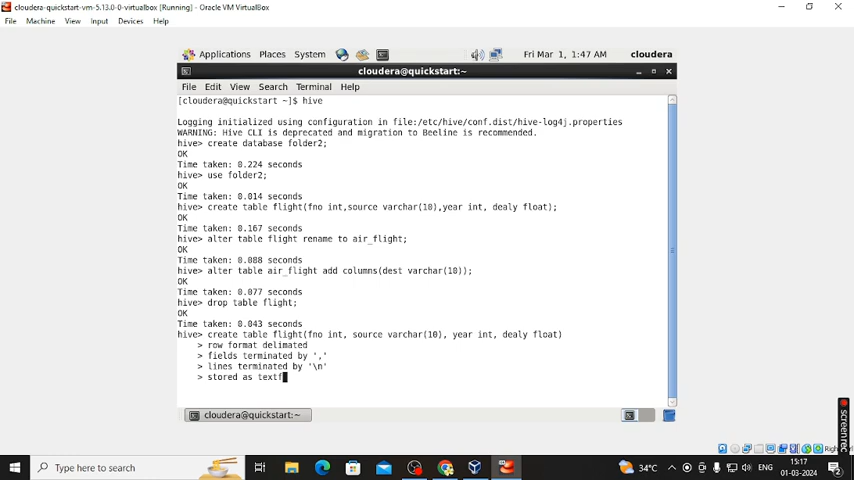 cloudera-quickstart-vm-5.13.0-0-virtualbox [Running] - Oracle VM VirtualBox
File Machine View Input Devices Help
Applications Places System Fri Mar 1, 1:47 AM cloudera
cloudera@quickstart:~
File Edit View Search Terminal Help
[cloudera@quickstart ~]$ hive
Logging initialized using configuration in file:/etc/hive/conf.dist/hive-log4j.properties
WARNING: Hive CLI is deprecated and migration to Beeline is recommended.
hive> create database folder2;
OK
Time taken: 0.224 seconds
hive> use folder2;
OK
Time taken: 0.014 seconds
hive> create table flight(fno int,source varchar(10),year int, dealy float);
OK
Time taken: 0.167 seconds
hive> alter table flight rename to air_flight;
OK
Time taken: 0.088 seconds
hive> alter table air_flight add columns(dest varchar(10));
OK
Time taken: 0.077 seconds
hive> drop table flight;
OK
Time taken: 0.043 seconds
hive> create table flight(fno int, source varchar(10), year int, dealy float)
> row format delimated
> fields terminated by ','
> lines terminated by '\n'
> stored as textf
cloudera@quickstart:~
Right
screenrec
Type here to search 34°C ENG 15:17
01-03-2024 2